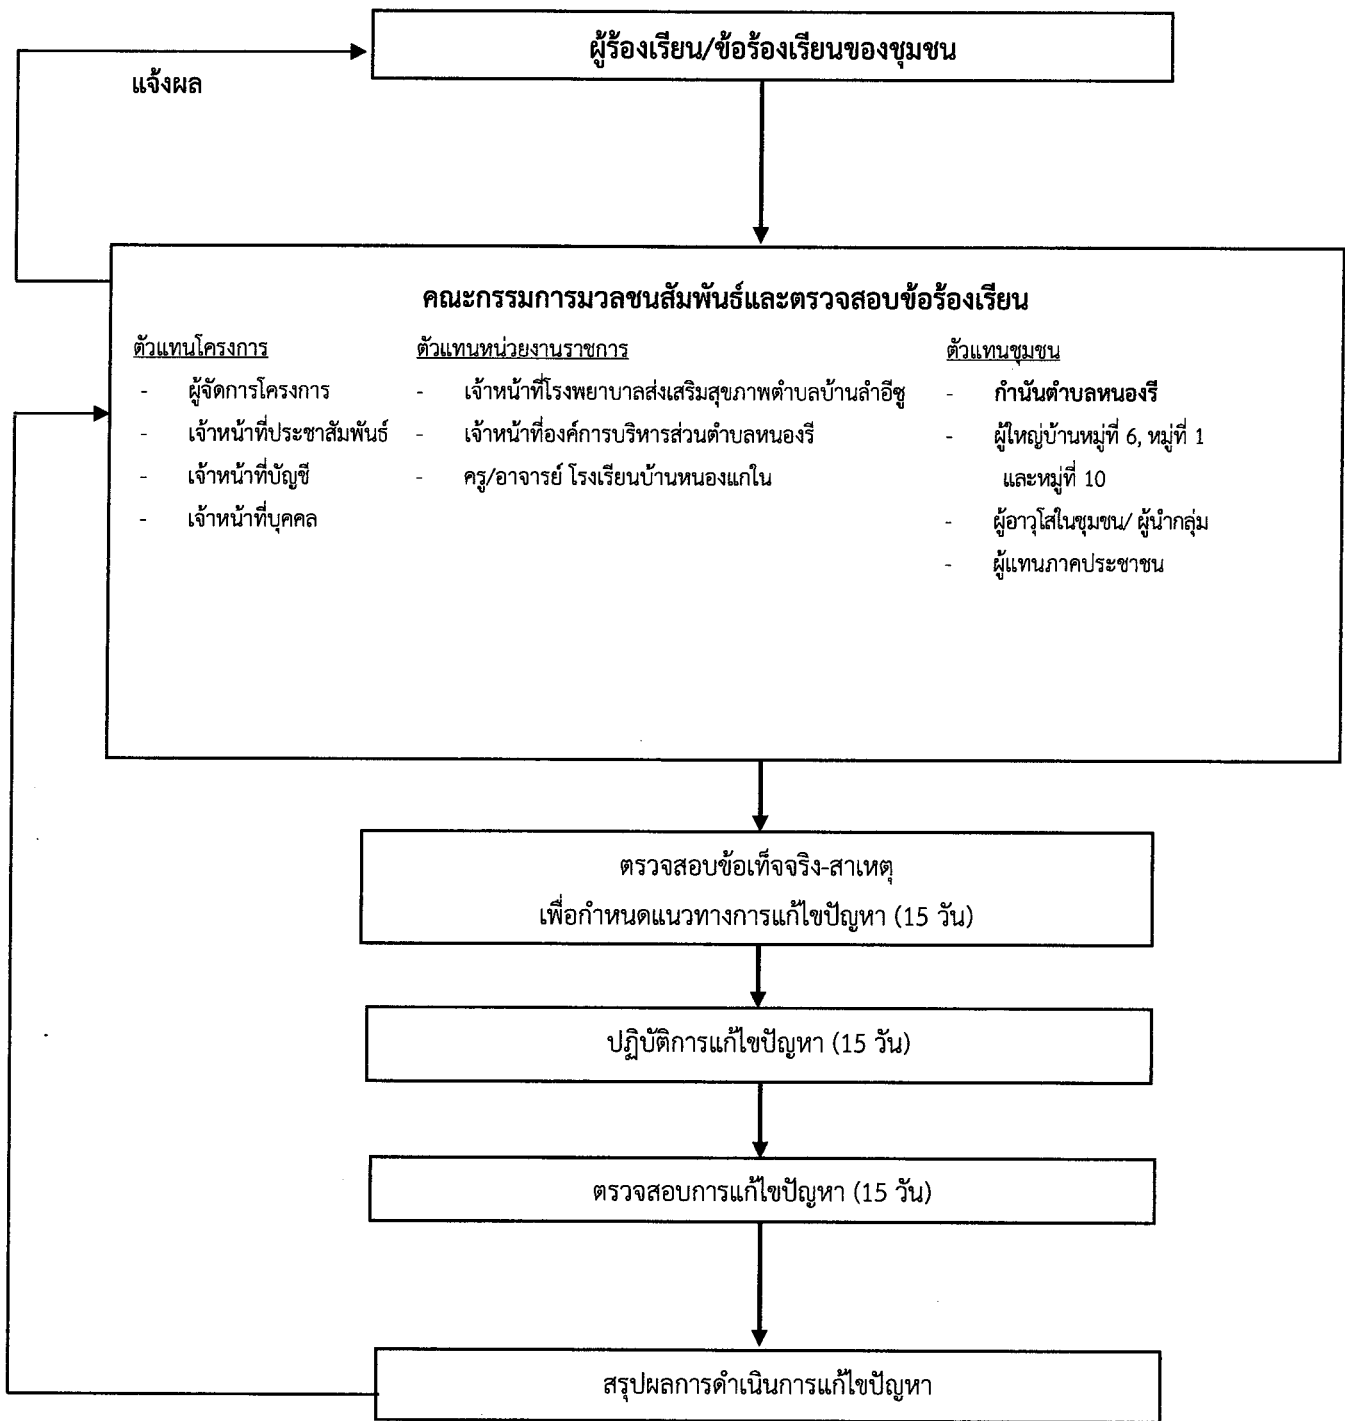 ผู้ร้องเรียน/ข้อร้องเรียนของชุมชน
แจ้งผล
คณะกรรมการมวลชนสัมพันธ์และตรวจสอบข้อร้องเรียน
ตัวแทนโครงการ
- ผู้จัดการโครงการ
- เจ้าหน้าที่ประชาสัมพันธ์
- เจ้าหน้าที่บัญชี
- เจ้าหน้าที่บุคคล
ตัวแทนหน่วยงานราชการ
- เจ้าหน้าที่โรงพยาบาลส่งเสริมสุขภาพตำบลบ้านลำอีซู
- เจ้าหน้าที่องค์การบริหารส่วนตำบลหนองรี
- ครู/อาจารย์ โรงเรียนบ้านหนองแกใน
ตัวแทนชุมชน
- กำนันตำบลหนองรี
- ผู้ใหญ่บ้านหมู่ที่ 6, หมู่ที่ 1
และหมู่ที่ 10
- ผู้อาวุโสในชุมชน/ ผู้นำกลุ่ม
- ผู้แทนภาคประชาชน
ตรวจสอบข้อเท็จจริง-สาเหตุ
เพื่อกำหนดแนวทางการแก้ไขปัญหา (15 วัน)
ปฏิบัติการแก้ไขปัญหา (15 วัน)
ตรวจสอบการแก้ไขปัญหา (15 วัน)
สรุปผลการดำเนินการแก้ไขปัญหา